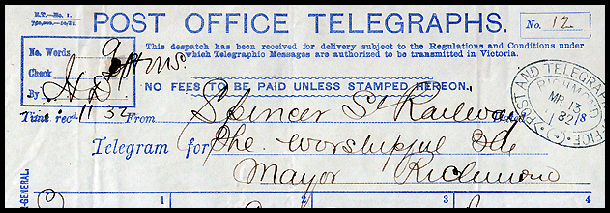 E.T.—No. 1.
POST OFFICE TELEGRAPHS.
No. 12
This despatch has been received for delivery subject to the Regulations and Conditions under
which Telegraphic Messages are authorized to be transmitted in Victoria.
No. Words
Check
By
NO FEES TO BE PAID UNLESS STAMPED HEREON.
POST AND TELEGRAPH OFFICE
RICHMOND
MR 13
82
Time rec. 11 32 From Spencer St Railway
188
Telegram for The Worshipful the
Mayor Richmond
R-GENERAL.
1 2 3 4